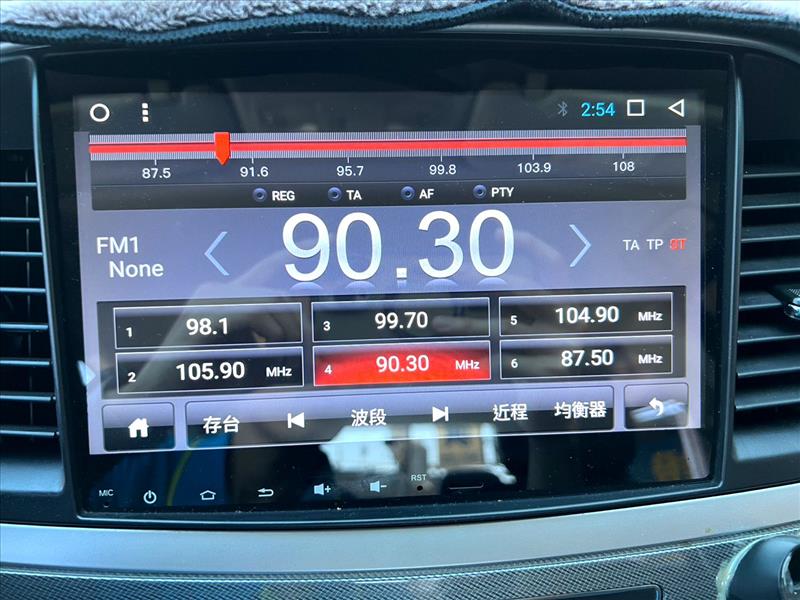 2:54
87.5 91.6 95.7 99.8 103.9 108
REG TA AF PTY
FM1
None
90.30
TA TP ST
1 98.1
3 99.70
5 104.90 MHz
2 105.90 MHz
4 90.30 MHz
6 87.50 MHz
存台 波段 近程 均衡器
MIC
RST